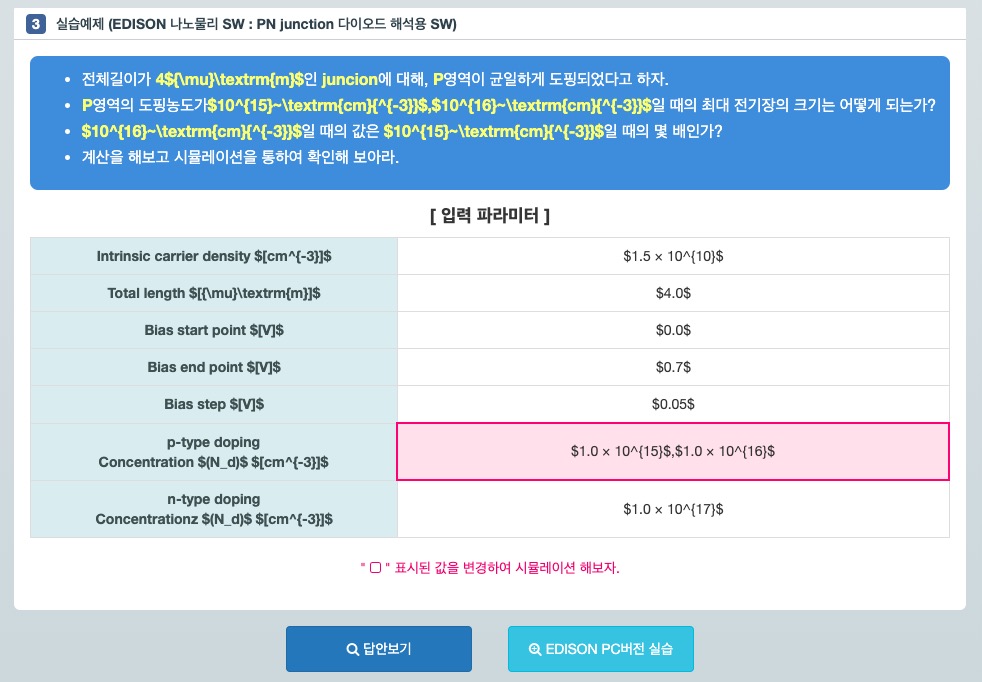 3 실습예제 (EDISON 나노물리 SW : PN junction 다이오드 해석용 SW)
• 전체길이가 4${\mu}\textrm{m}$인 juncion에 대해, P영역이 균일하게 도핑되었다고 하자.
• P영역의 도핑농도가$10^{15}~\textrm{cm}{^{-3}}$,$10^{16}~\textrm{cm}{^{-3}}$일 때의 최대 전기장의 크기는 어떻게 되는가?
• $10^{16}~\textrm{cm}{^{-3}}$일 때의 값은 $10^{15}~\textrm{cm}{^{-3}}$일 때의 몇 배인가?
• 계산을 해보고 시뮬레이션을 통하여 확인해 보아라.
[ 입력 파라미터 ]
Intrinsic carrier density $[cm^{-3}]$ $1.5 × 10^{10}$
Total length $[{\mu}\textrm{m}]$ $4.0$
Bias start point $[V]$ $0.0$
Bias end point $[V]$ $0.7$
Bias step $[V]$ $0.05$
p-type doping
Concentration $(N_d)$ $[cm^{-3}]$ $1.0 × 10^{15}$,$1.0 × 10^{16}$
n-type doping
Concentrationz $(N_d)$ $[cm^{-3}]$ $1.0 × 10^{17}$
" ▢ " 표시된 값을 변경하여 시뮬레이션 해보자.
답안보기 EDISON PC버전 실습